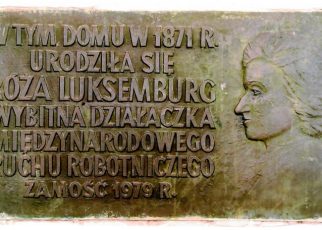 W TYM DOMU W 1871 R.
URODZIŁA SIĘ
RÓŻA LUKSEMBURG
WYBITNA DZIAŁACZKA
MIĘDZYNARODOWEGO
RUCHU ROBOTNICZEGO
ZAMOŚĆ 1979 R.